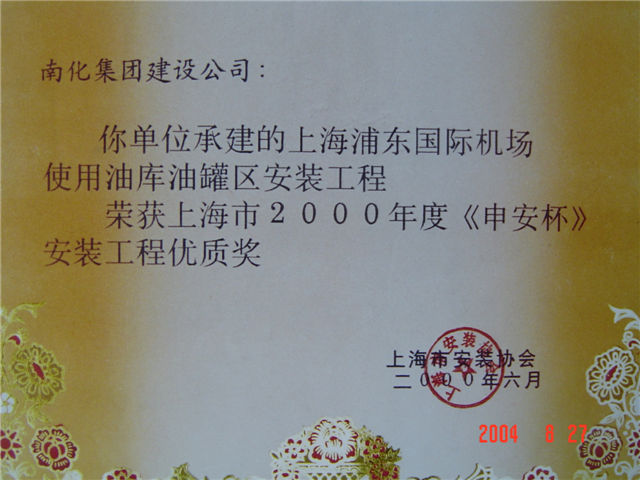 南化集团建设公司：
你单位承建的上海浦东国际机场
使用油库油罐区安装工程
荣获上海市2000年度《申安杯》
安装工程优质奖
上海市安装协会
二000年六月
2004 8 27